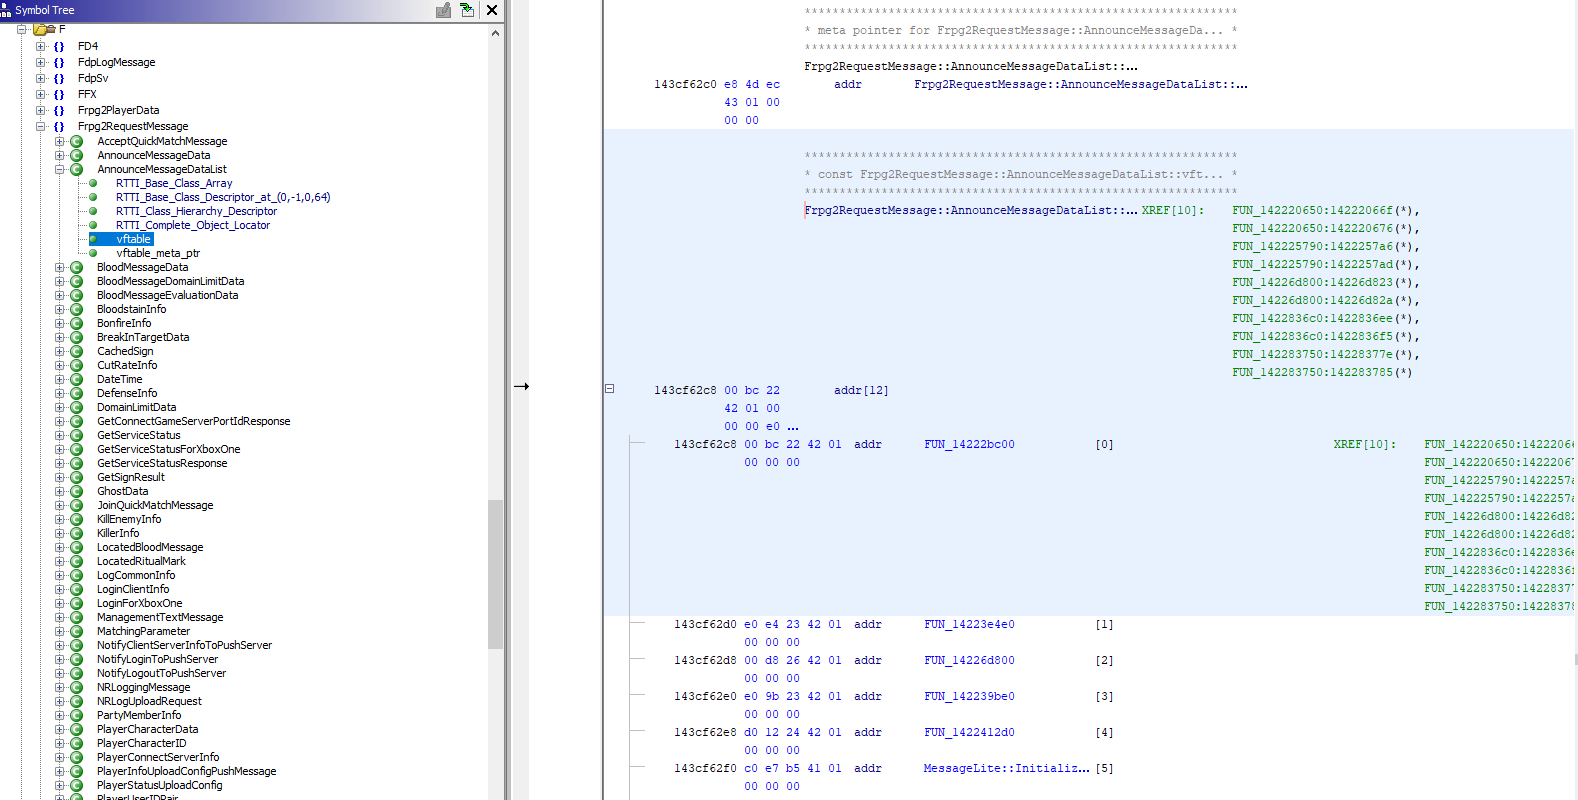 Symbol Tree
F
FD4
FdpLogMessage
FdpSv
FFX
Frpg2PlayerData
Frpg2RequestMessage
AcceptQuickMatchMessage
AnnounceMessageData
AnnounceMessageDataList
RTTI_Base_Class_Array
RTTI_Base_Class_Descriptor_at_(0,-1,0,64)
RTTI_Class_Hierarchy_Descriptor
RTTI_Complete_Object_Locator
vftable
vftable_meta_ptr
BloodMessageData
BloodMessageDomainLimitData
BloodMessageEvaluationData
BloodstainInfo
BonfireInfo
BreakInTargetData
CachedSign
CutRateInfo
DateTime
DefenseInfo
DomainLimitData
GetConnectGameServerPortIdResponse
GetServiceStatus
GetServiceStatusForXboxOne
GetServiceStatusResponse
GetSignResult
GhostData
JoinQuickMatchMessage
KillEnemyInfo
KillerInfo
LocatedBloodMessage
LocatedRitualMark
LogCommonInfo
LoginClientInfo
LoginForXboxOne
ManagementTextMessage
MatchingParameter
NotifyClientServerInfoToPushServer
NotifyLoginToPushServer
NotifyLogoutToPushServer
NRLoggingMessage
NRLogUploadRequest
PartyMemberInfo
PlayerCharacterData
PlayerCharacterID
PlayerConnectServerInfo
PlayerInfoUploadConfigPushMessage
PlayerStatusUploadConfig
PlayerUserIDPair
**************************************************************
* meta pointer for Frpg2RequestMessage::AnnounceMessageDa... *
**************************************************************
Frpg2RequestMessage::AnnounceMessageDataList::...
143cf62c0 e8 4d ec addr Frpg2RequestMessage::AnnounceMessageDataList::...
43 01 00
00 00
**************************************************************
* const Frpg2RequestMessage::AnnounceMessageDataList::vft... *
**************************************************************
Frpg2RequestMessage::AnnounceMessageDataList::... XREF[10]: FUN_142220650:14222066f(*),
FUN_142220650:142220676(*),
FUN_142225790:1422257a6(*),
FUN_142225790:1422257ad(*),
FUN_14226d800:14226d823(*),
FUN_14226d800:14226d82a(*),
FUN_1422836c0:1422836ee(*),
FUN_1422836c0:1422836f5(*),
FUN_142283750:14228377e(*),
FUN_142283750:142283785(*)
143cf62c8 00 bc 22 addr[12]
42 01 00
00 00 e0 ...
143cf62c8 00 bc 22 42 01 addr FUN_14222bc00 [0] XREF[10]: FUN_142220650:1422206
00 00 00 FUN_142220650:14222067
FUN_142225790:1422257a
FUN_142225790:1422257a
FUN_14226d800:14226d82
FUN_14226d800:14226d82
FUN_1422836c0:1422836e
FUN_1422836c0:1422836f
FUN_142283750:14228377
FUN_142283750:14228378
143cf62d0 e0 e4 23 42 01 addr FUN_14223e4e0 [1]
00 00 00
143cf62d8 00 d8 26 42 01 addr FUN_14226d800 [2]
00 00 00
143cf62e0 e0 9b 23 42 01 addr FUN_142239be0 [3]
00 00 00
143cf62e8 d0 12 24 42 01 addr FUN_1422412d0 [4]
00 00 00
143cf62f0 c0 e7 b5 41 01 addr MessageLite::Initializ... [5]
00 00 00